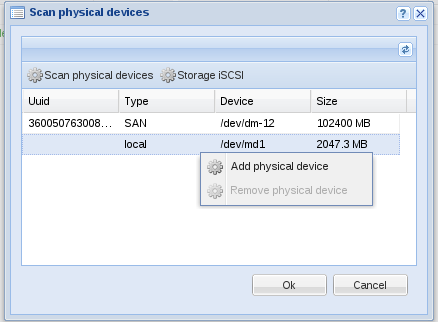 Scan physical devices
Scan physical devices Storage iSCSI
Uuid Type Device Size
360050763008... SAN /dev/dm-12 102400 MB
local /dev/md1 2047.3 MB
Add physical device
Remove physical device
Ok Cancel